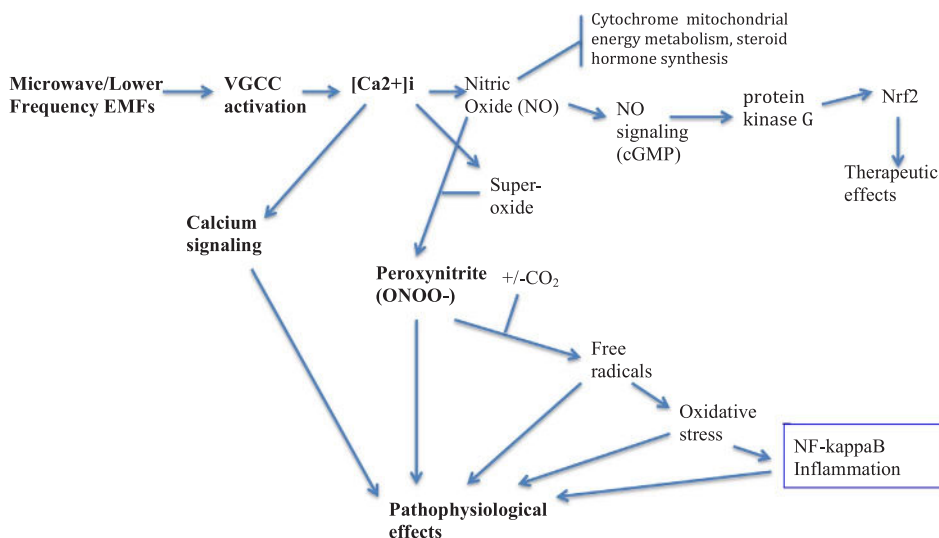 Cytochrome mitochondrial
energy metabolism, steroid
hormone synthesis
Microwave/Lower
Frequency EMFs
VGCC
activation
[Ca2+]i
Nitric
Oxide (NO)
NO
signaling
(cGMP)
protein
kinase G
Nrf2
Therapeutic
effects
Super-
oxide
Calcium
signaling
Peroxynitrite
(ONOO-)
+/-CO₂
Free
radicals
Oxidative
stress
NF-kappaB
Inflammation
Pathophysiological
effects